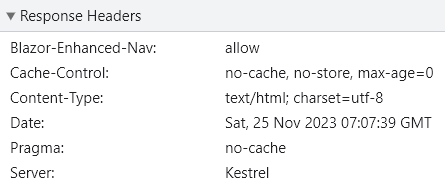 Response Headers
Blazor-Enhanced-Nav: allow
Cache-Control: no-cache, no-store, max-age=0
Content-Type: text/html; charset=utf-8
Date: Sat, 25 Nov 2023 07:07:39 GMT
Pragma: no-cache
Server: Kestrel